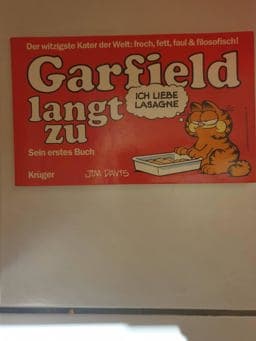 Der witzigste Kater der Welt: frech, fett, faul & filosofisch!
Garfield
langt
zu
ICH LIEBE
LASAGNE
Sein erstes Buch
Krüger
JIM DAVIS